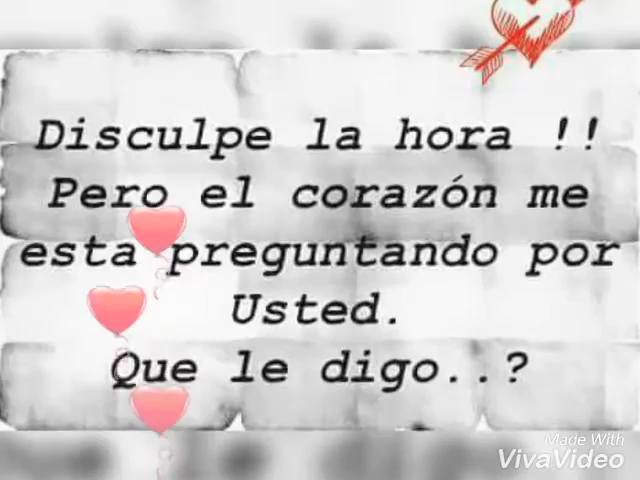 Disculpe la hora !!
Pero el corazón me
esta preguntando por
Usted.
Que le digo..?
Made With
VivaVideo